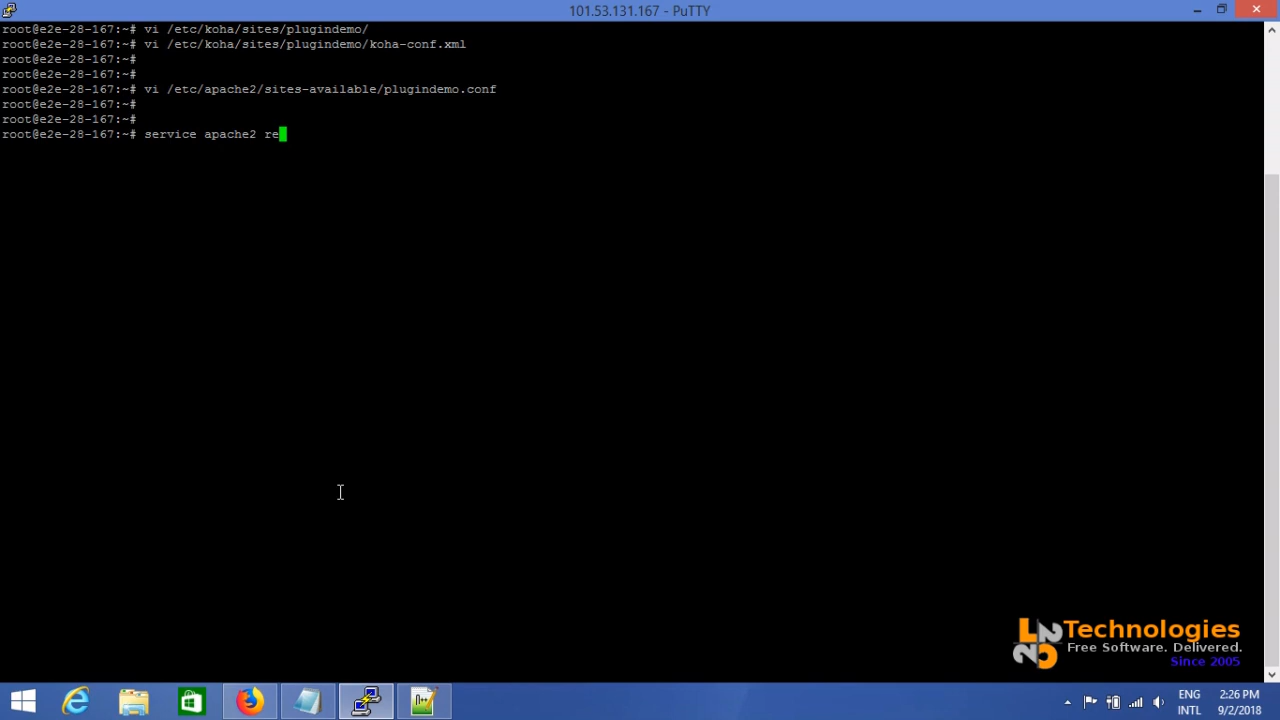 101.53.131.167 - PuTTY
root@e2e-28-167:~# vi /etc/koha/sites/plugindemo/
root@e2e-28-167:~# vi /etc/koha/sites/plugindemo/koha-conf.xml
root@e2e-28-167:~#
root@e2e-28-167:~#
root@e2e-28-167:~# vi /etc/apache2/sites-available/plugindemo.conf
root@e2e-28-167:~#
root@e2e-28-167:~#
root@e2e-28-167:~# service apache2 re
L2C2 Technologies
Free Software. Delivered.
Since 2005
ENG 2:26 PM
INTL 9/2/2018